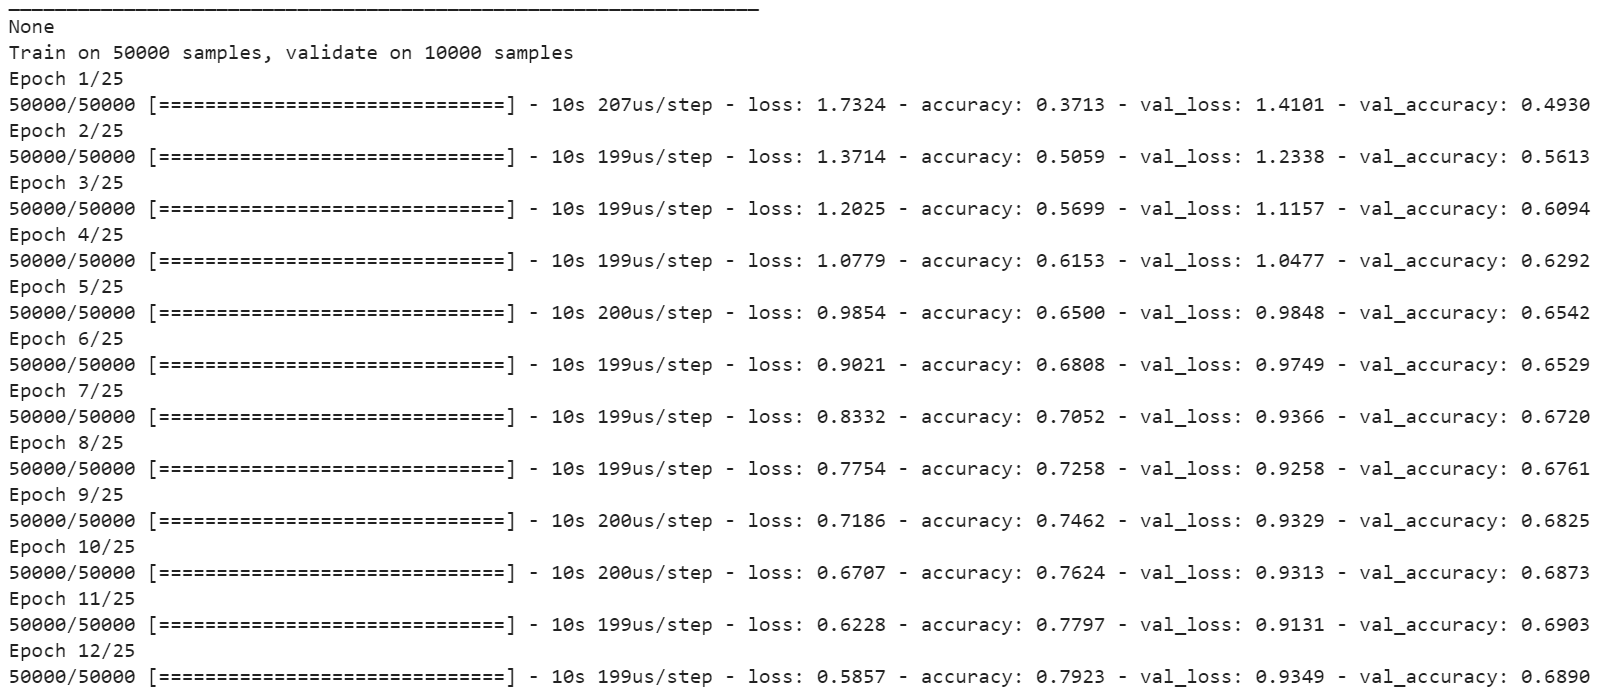 _________________________________________________________________
None
Train on 50000 samples, validate on 10000 samples
Epoch 1/25
50000/50000 [==============================] - 10s 207us/step - loss: 1.7324 - accuracy: 0.3713 - val_loss: 1.4101 - val_accuracy: 0.4930
Epoch 2/25
50000/50000 [==============================] - 10s 199us/step - loss: 1.3714 - accuracy: 0.5059 - val_loss: 1.2338 - val_accuracy: 0.5613
Epoch 3/25
50000/50000 [==============================] - 10s 199us/step - loss: 1.2025 - accuracy: 0.5699 - val_loss: 1.1157 - val_accuracy: 0.6094
Epoch 4/25
50000/50000 [==============================] - 10s 199us/step - loss: 1.0779 - accuracy: 0.6153 - val_loss: 1.0477 - val_accuracy: 0.6292
Epoch 5/25
50000/50000 [==============================] - 10s 200us/step - loss: 0.9854 - accuracy: 0.6500 - val_loss: 0.9848 - val_accuracy: 0.6542
Epoch 6/25
50000/50000 [==============================] - 10s 199us/step - loss: 0.9021 - accuracy: 0.6808 - val_loss: 0.9749 - val_accuracy: 0.6529
Epoch 7/25
50000/50000 [==============================] - 10s 199us/step - loss: 0.8332 - accuracy: 0.7052 - val_loss: 0.9366 - val_accuracy: 0.6720
Epoch 8/25
50000/50000 [==============================] - 10s 199us/step - loss: 0.7754 - accuracy: 0.7258 - val_loss: 0.9258 - val_accuracy: 0.6761
Epoch 9/25
50000/50000 [==============================] - 10s 200us/step - loss: 0.7186 - accuracy: 0.7462 - val_loss: 0.9329 - val_accuracy: 0.6825
Epoch 10/25
50000/50000 [==============================] - 10s 200us/step - loss: 0.6707 - accuracy: 0.7624 - val_loss: 0.9313 - val_accuracy: 0.6873
Epoch 11/25
50000/50000 [==============================] - 10s 199us/step - loss: 0.6228 - accuracy: 0.7797 - val_loss: 0.9131 - val_accuracy: 0.6903
Epoch 12/25
50000/50000 [==============================] - 10s 199us/step - loss: 0.5857 - accuracy: 0.7923 - val_loss: 0.9349 - val_accuracy: 0.6890